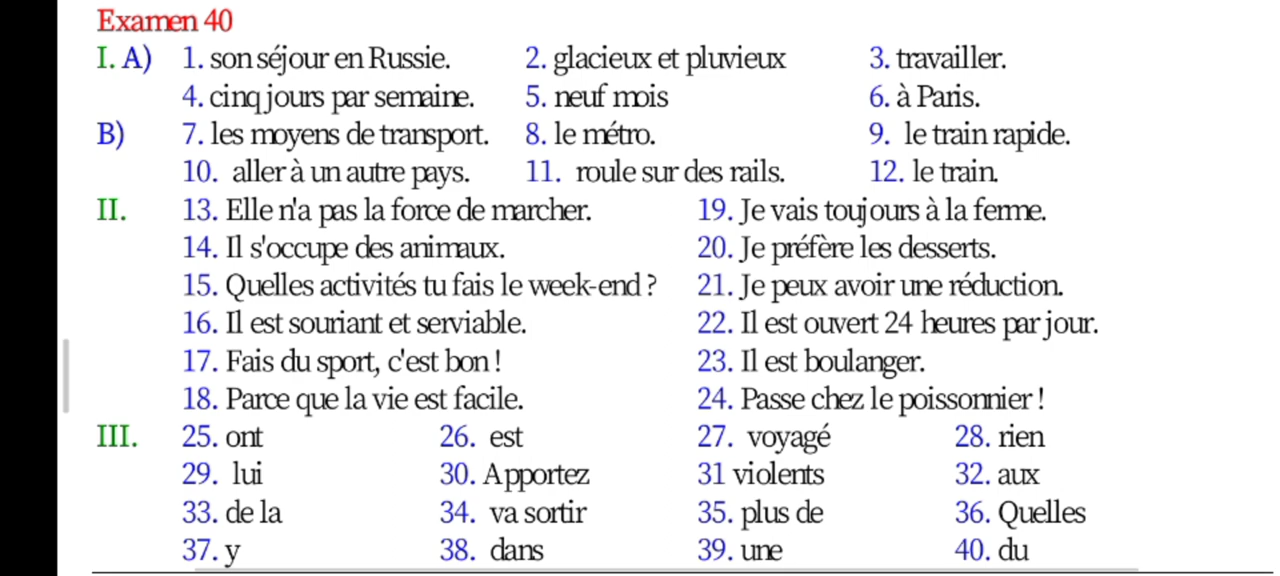 Examen 40
I. A) 1. son séjour en Russie. 2. glacieux et pluvieux 3. travailler.
4. cinq jours par semaine. 5. neuf mois 6. à Paris.
B) 7. les moyens de transport. 8. le métro. 9. le train rapide.
10. aller à un autre pays. 11. roule sur des rails. 12. le train.
II. 13. Elle n'a pas la force de marcher. 19. Je vais toujours à la ferme.
14. Il s'occupe des animaux. 20. Je préfère les desserts.
15. Quelles activités tu fais le week-end ? 21. Je peux avoir une réduction.
16. Il est souriant et serviable. 22. Il est ouvert 24 heures par jour.
17. Fais du sport, c'est bon ! 23. Il est boulanger.
18. Parce que la vie est facile. 24. Passe chez le poissonnier !
III. 25. ont 26. est 27. voyagé 28. rien
29. lui 30. Apportez 31 violents 32. aux
33. de la 34. va sortir 35. plus de 36. Quelles
37. y 38. dans 39. une 40. du